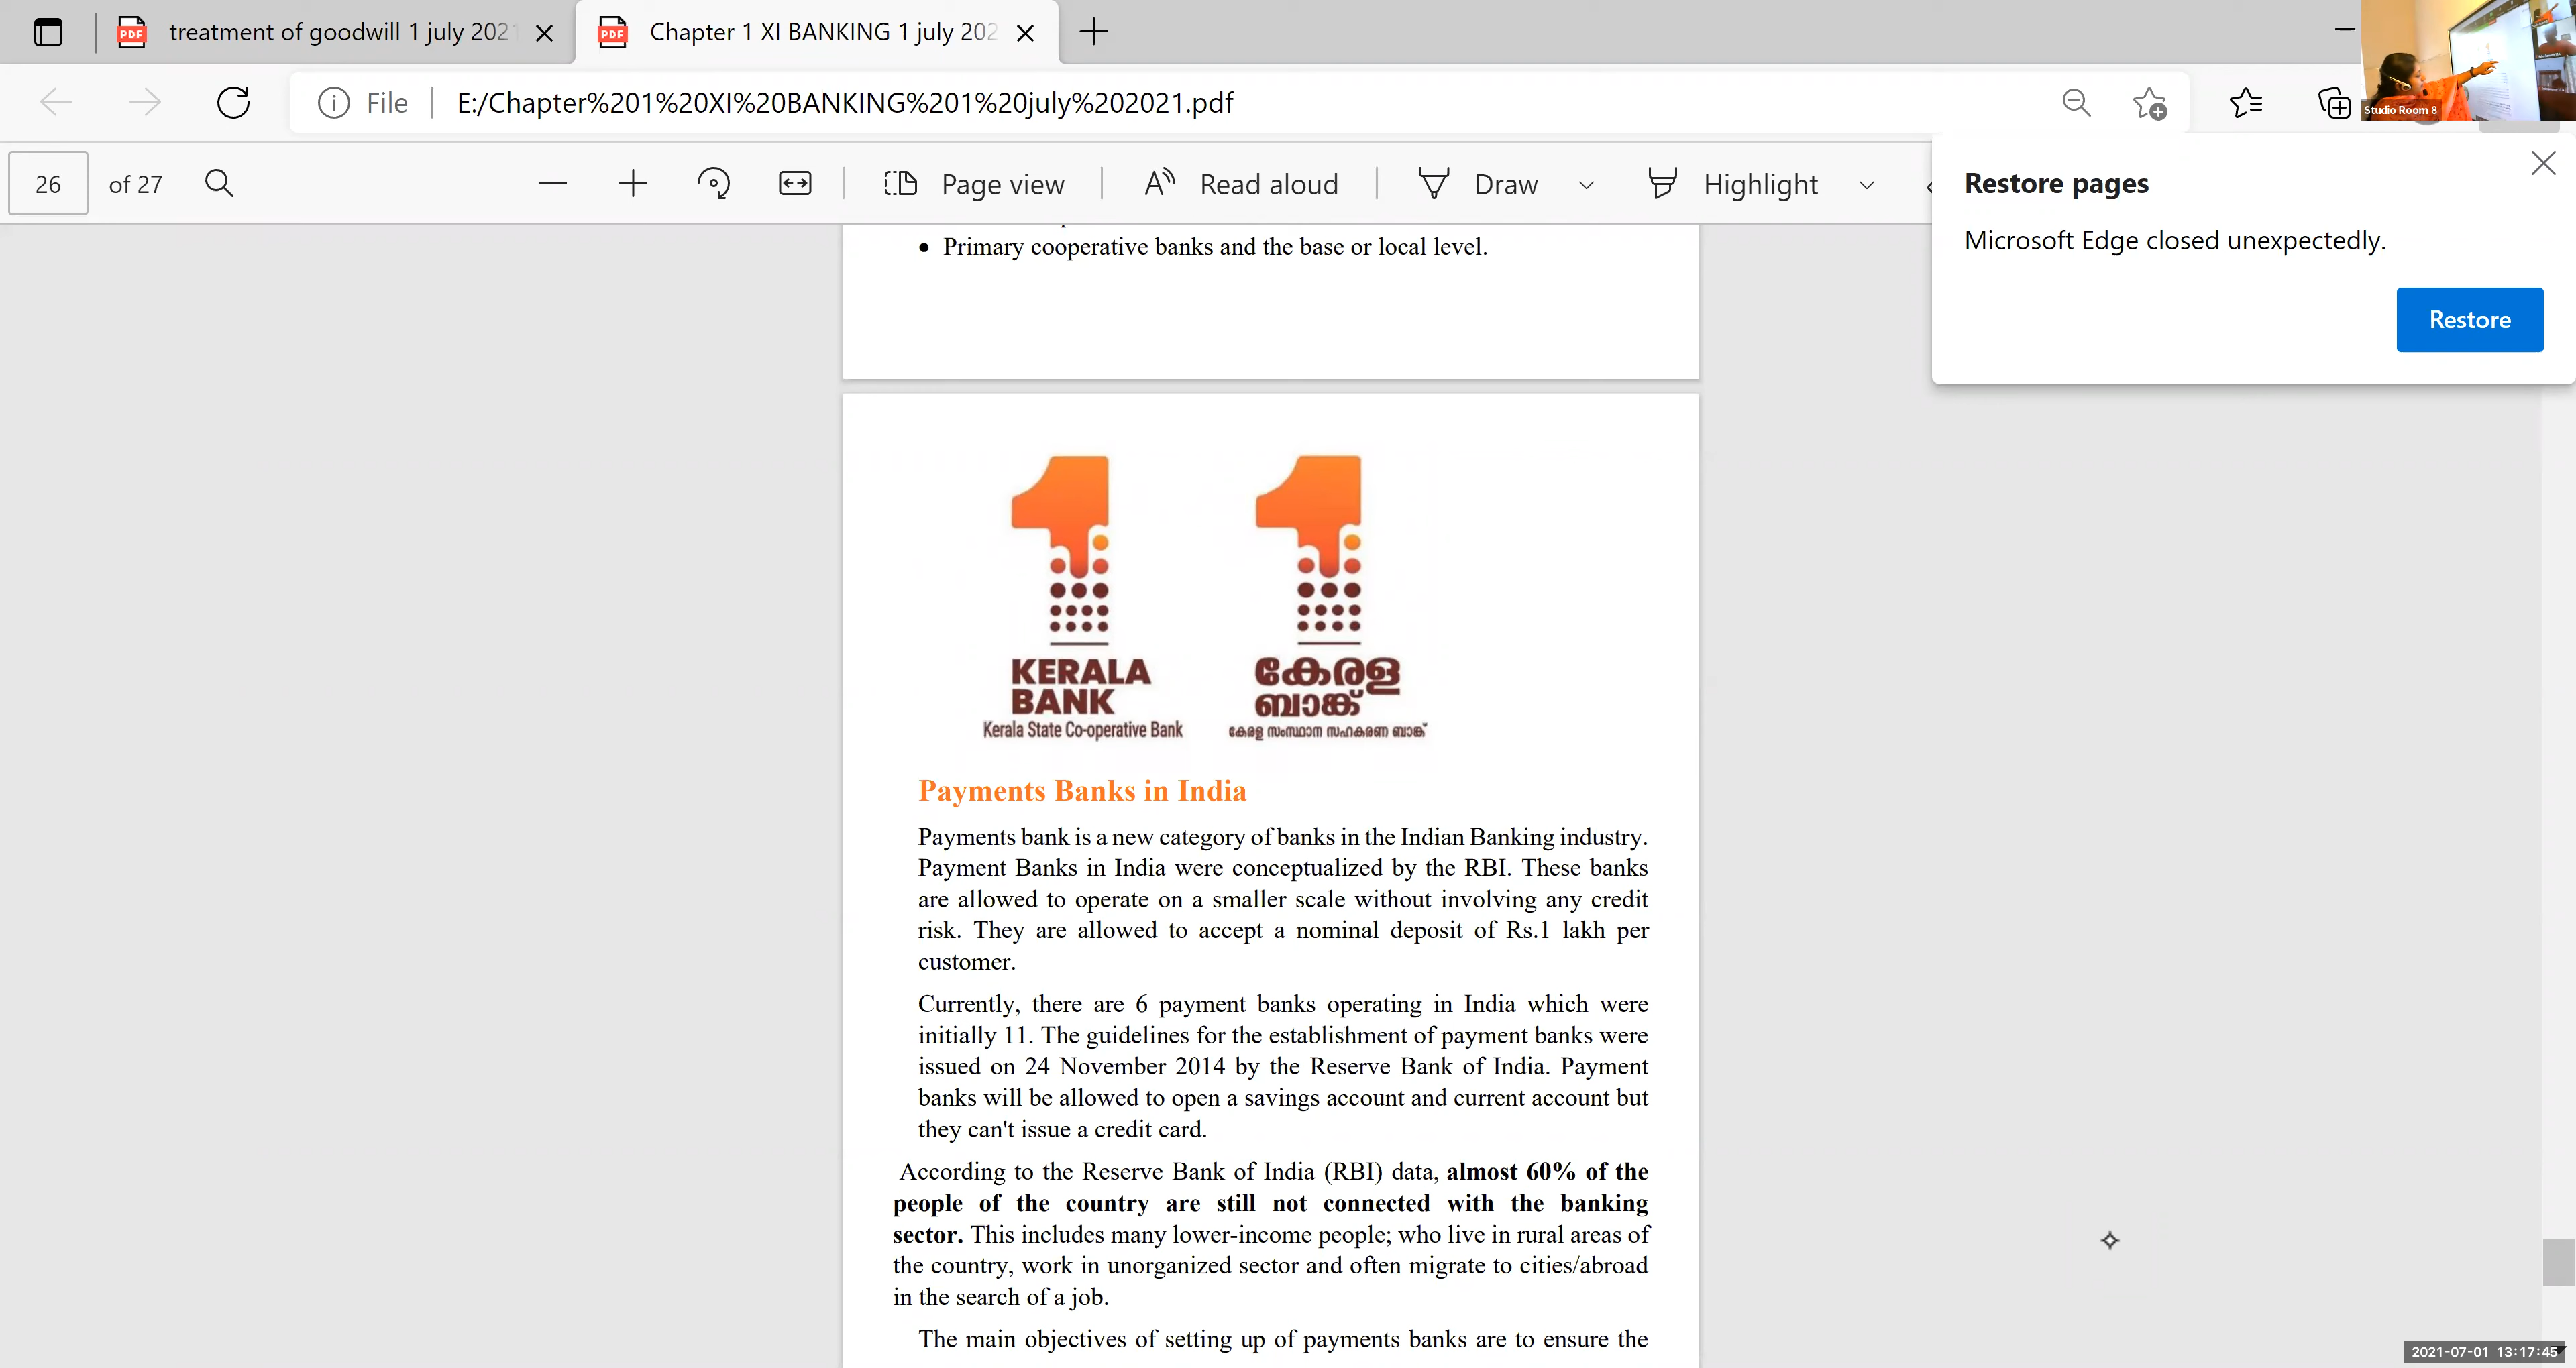 treatment of goodwill 1 july 2021
Chapter 1 XI BANKING 1 july 202
File
E:/Chapter%201%20XI%20BANKING%201%20july%202021.pdf
Studio Room 8
26 of 27
Page view
Read aloud
Draw
Highlight
Restore pages
Microsoft Edge closed unexpectedly.
Restore
• Primary cooperative banks and the base or local level.
KERALA
BANK
Kerala State Co-operative Bank
കേരള
ബാങ്ക്
കേരള സംസ്ഥാന സഹകരണ ബാങ്ക്
Payments Banks in India
Payments bank is a new category of banks in the Indian Banking industry.
Payment Banks in India were conceptualized by the RBI. These banks
are allowed to operate on a smaller scale without involving any credit
risk. They are allowed to accept a nominal deposit of Rs.1 lakh per
customer.
Currently, there are 6 payment banks operating in India which were
initially 11. The guidelines for the establishment of payment banks were
issued on 24 November 2014 by the Reserve Bank of India. Payment
banks will be allowed to open a savings account and current account but
they can't issue a credit card.
According to the Reserve Bank of India (RBI) data, almost 60% of the
people of the country are still not connected with the banking
sector. This includes many lower-income people; who live in rural areas of
the country, work in unorganized sector and often migrate to cities/abroad
in the search of a job.
The main objectives of setting up of payments banks are to ensure the
2021-07-01 13:17:45